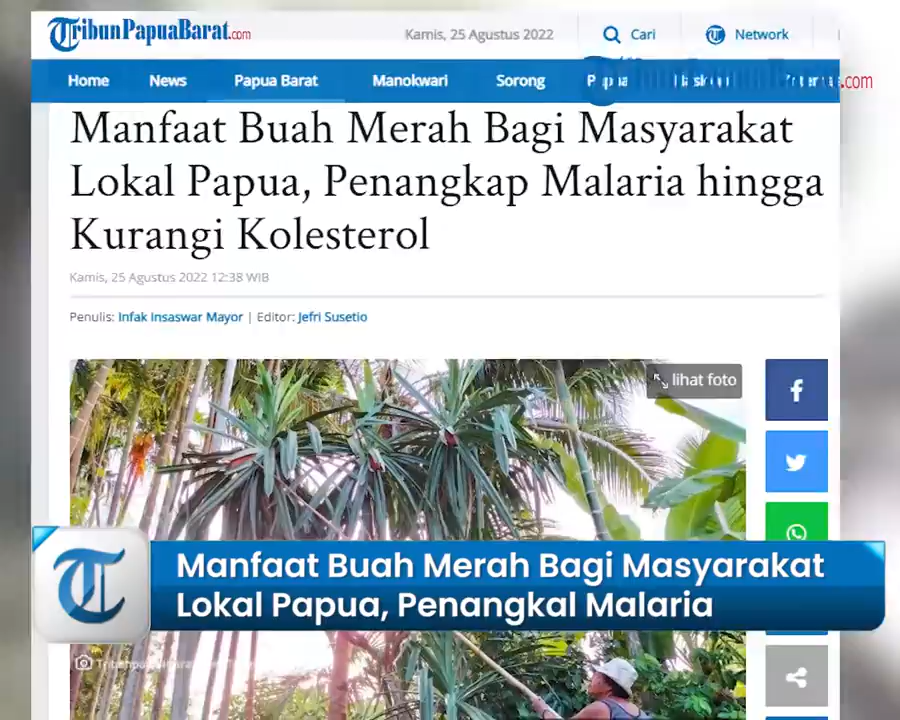 TribunPapuaBarat.com
Kamis, 25 Agustus 2022
Cari
Network
Home News Papua Barat Manokwari Sorong
TribunPapuaBarat.com
Manfaat Buah Merah Bagi Masyarakat
Lokal Papua, Penangkap Malaria hingga
Kurangi Kolesterol
Kamis, 25 Agustus 2022 12:38 WIB
Penulis: Infak Insaswar Mayor | Editor: Jefri Susetio
lihat foto
Manfaat Buah Merah Bagi Masyarakat
Lokal Papua, Penangkal Malaria